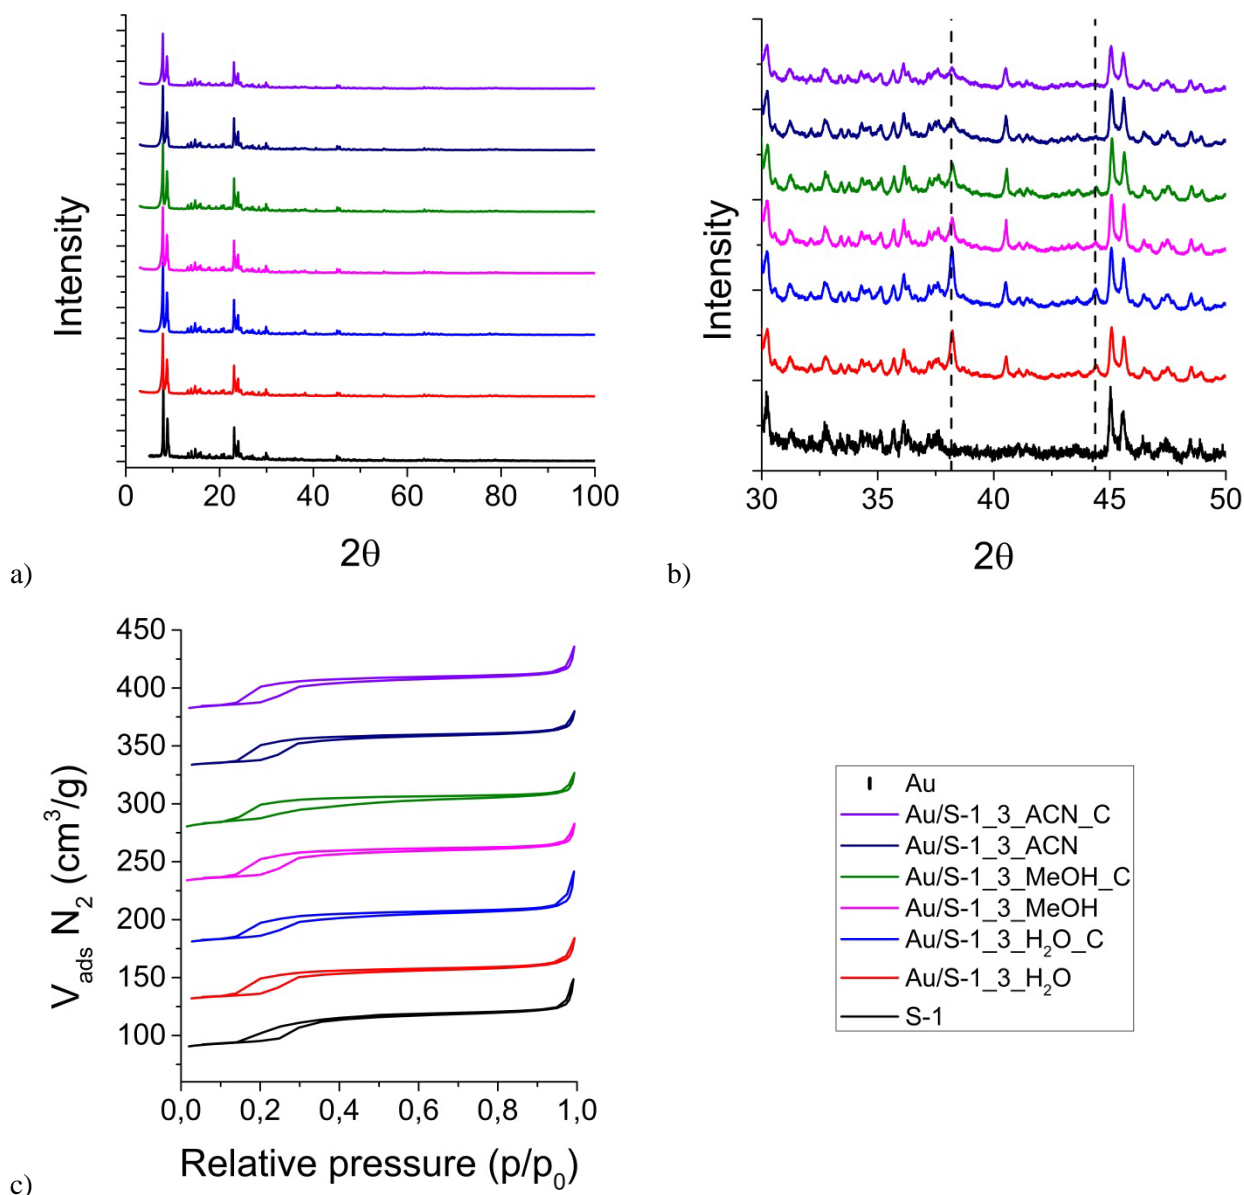 Intensity
0 20 40 60 80 100
2θ
a)
Intensity
30 35 40 45 50
2θ
b)
450
400
350
300
250
200
150
100
V_ads N_2 (cm^3/g)
0,0 0,2 0,4 0,6 0,8 1,0
Relative pressure (p/p_0)
c)
Au
Au/S-1_3_ACN_C
Au/S-1_3_ACN
Au/S-1_3_MeOH_C
Au/S-1_3_MeOH
Au/S-1_3_H₂O_C
Au/S-1_3_H₂O
S-1